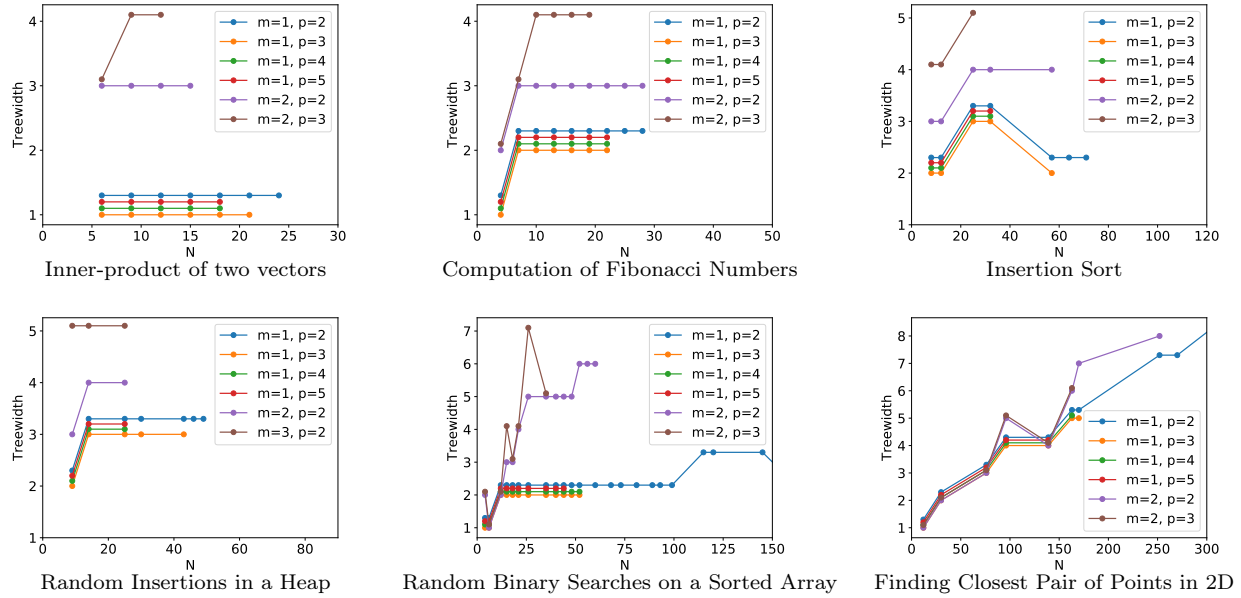 4
3
2
1
Treewidth
0
5
10
15
20
25
30
N
m=1, p=2
m=1, p=3
m=1, p=4
m=1, p=5
m=2, p=2
m=2, p=3
Inner-product of two vectors
4
3
2
1
Treewidth
0
10
20
30
40
50
N
m=1, p=2
m=1, p=3
m=1, p=4
m=1, p=5
m=2, p=2
m=2, p=3
Computation of Fibonacci Numbers
5
4
3
2
1
Treewidth
0
20
40
60
80
100
120
N
m=1, p=2
m=1, p=3
m=1, p=4
m=1, p=5
m=2, p=2
m=2, p=3
Insertion Sort
5
4
3
2
1
Treewidth
0
20
40
60
80
N
m=1, p=2
m=1, p=3
m=1, p=4
m=1, p=5
m=2, p=2
m=3, p=2
Random Insertions in a Heap
7
6
5
4
3
2
1
Treewidth
0
25
50
75
100
125
150
N
m=1, p=2
m=1, p=3
m=1, p=4
m=1, p=5
m=2, p=2
m=2, p=3
Random Binary Searches on a Sorted Array
8
7
6
5
4
3
2
1
Treewidth
0
50
100
150
200
250
300
N
m=1, p=2
m=1, p=3
m=1, p=4
m=1, p=5
m=2, p=2
m=2, p=3
Finding Closest Pair of Points in 2D